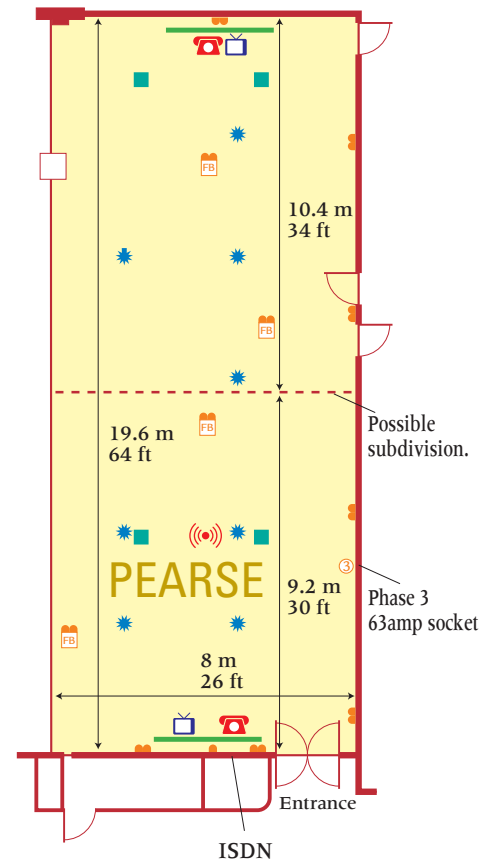 FB
10.4 m
34 ft
FB
Possible
subdivision.
FB
19.6 m
64 ft
PEARSE
3
9.2 m
30 ft
Phase 3
63amp socket
FB
8 m
26 ft
Entrance
ISDN